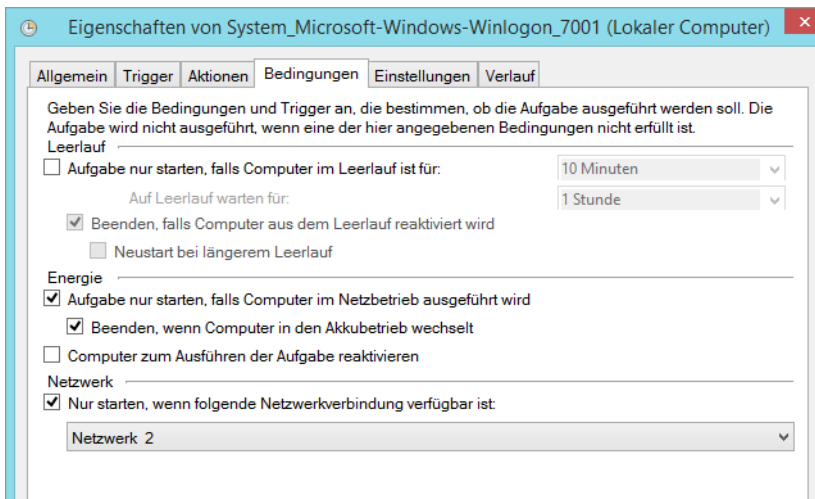 Eigenschaften von System_Microsoft-Windows-Winlogon_7001 (Lokaler Computer)
Allgemein Trigger Aktionen Bedingungen Einstellungen Verlauf
Geben Sie die Bedingungen und Trigger an, die bestimmen, ob die Aufgabe ausgeführt werden soll. Die
Aufgabe wird nicht ausgeführt, wenn eine der hier angegebenen Bedingungen nicht erfüllt ist.
Leerlauf
Aufgabe nur starten, falls Computer im Leerlauf ist für: 10 Minuten
Auf Leerlauf warten für: 1 Stunde
Beenden, falls Computer aus dem Leerlauf reaktiviert wird
Neustart bei längerem Leerlauf
Energie
Aufgabe nur starten, falls Computer im Netzbetrieb ausgeführt wird
Beenden, wenn Computer in den Akkubetrieb wechselt
Computer zum Ausführen der Aufgabe reaktivieren
Netzwerk
Nur starten, wenn folgende Netzwerkverbindung verfügbar ist:
Netzwerk 2